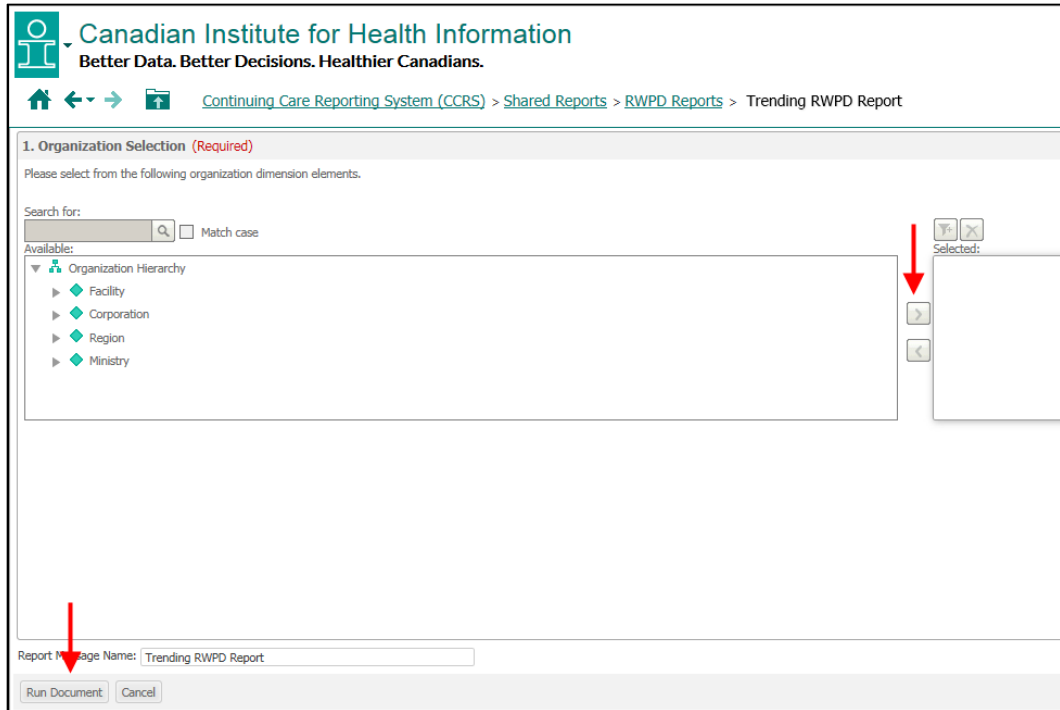 Canadian Institute for Health Information
Better Data. Better Decisions. Healthier Canadians.
Continuing Care Reporting System (CCRS) > Shared Reports > RWPD Reports > Trending RWPD Report
1. Organization Selection (Required)
Please select from the following organization dimension elements.
Search for:
Match case
Available:
Selected:
Organization Hierarchy
Facility
Corporation
Region
Ministry
Report Name: Trending RWPD Report
Run Document Cancel